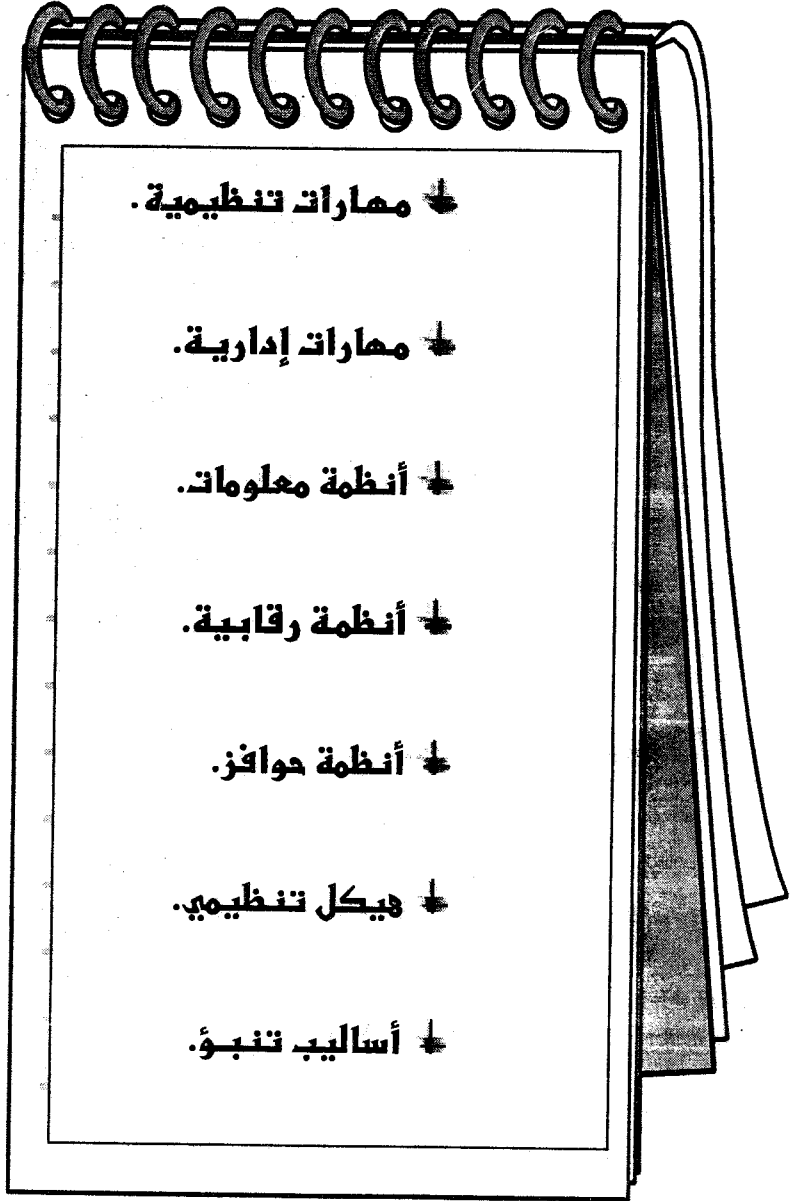 مهارات تنظيمية.
مهارات إدارية.
أنظمة معلومات.
أنظمة رقابية.
أنظمة حوافز.
هيكل تنظيمي.
أساليب تنبؤ.